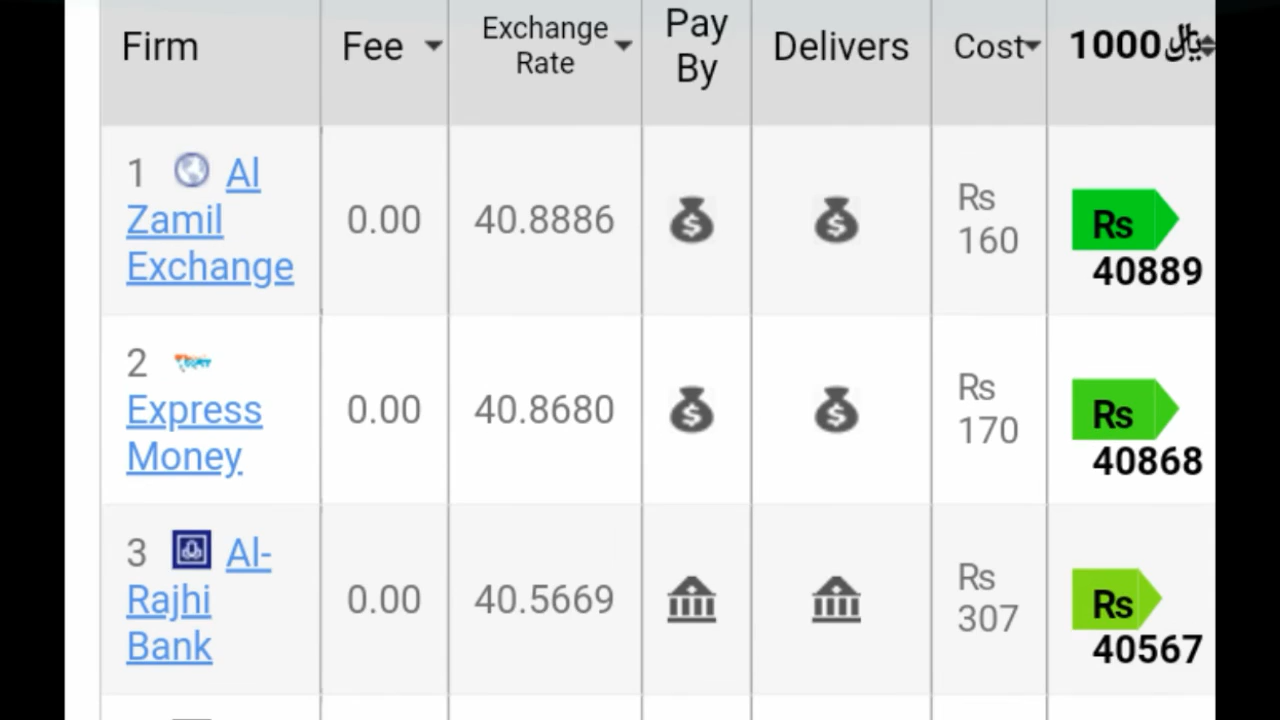 Firm
Fee
Exchange
Rate
Pay
By
Delivers
Cost
1000﷼
1 Al
Zamil
Exchange
0.00
40.8886
Rs
160
Rs
40889
2
Express
Money
0.00
40.8680
Rs
170
Rs
40868
3 Al-
Rajhi
Bank
0.00
40.5669
Rs
307
Rs
40567